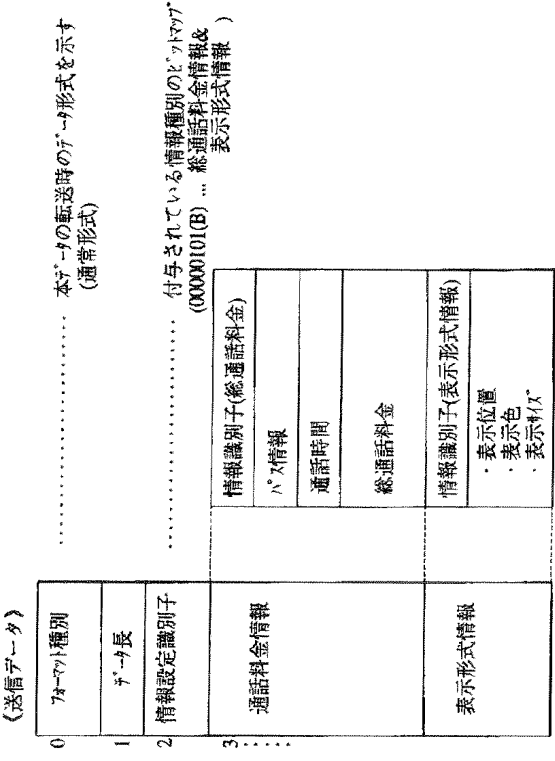 《送信データ》
0
フォーマット種別
‥‥‥‥‥‥‥ 本データの転送時のデータ形式を示す
(通常形式)
1
データ長
2
情報設定識別子
‥‥‥‥‥‥‥ 付与されている情報種別のビットマップ
(00000101(B) ... 総通話料金情報&
表示形式情報 )
3
通話料金情報
情報識別子(総通話料金)
パス情報
通話時間
総通話料金
表示形式情報
情報識別子(表示形式情報)
・表示位置
・表示色
・表示サイズ